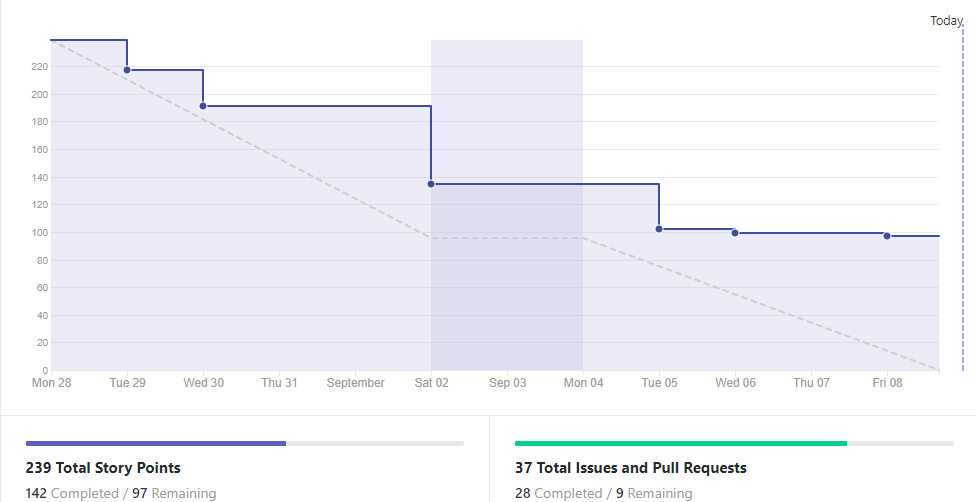 Today
220
200
180
160
140
120
100
80
60
40
20
0
Mon 28 Tue 29 Wed 30 Thu 31 September Sat 02 Sep 03 Mon 04 Tue 05 Wed 06 Thu 07 Fri 08
239 Total Story Points
142 Completed / 97 Remaining
37 Total Issues and Pull Requests
28 Completed / 9 Remaining